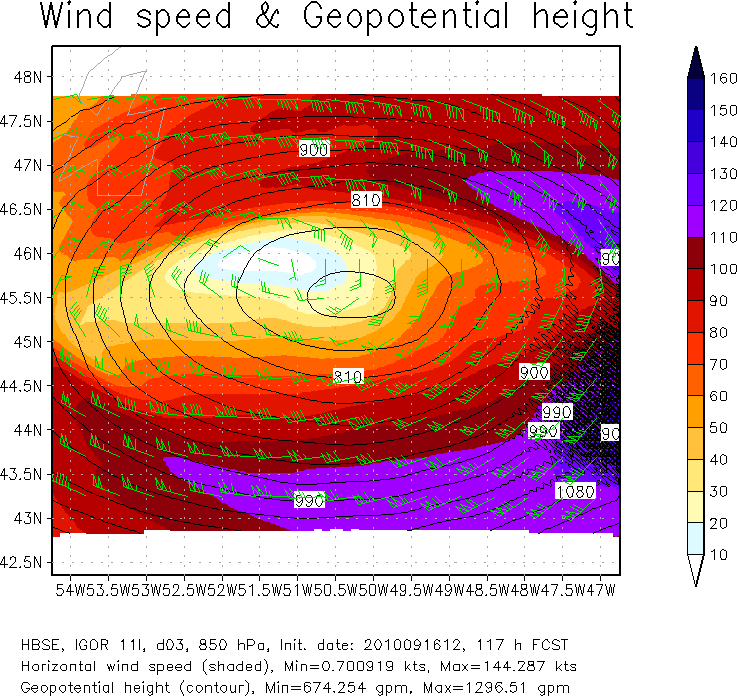 Wind speed & Geopotential height
48N
47.5N
47N
46.5N
46N
45.5N
45N
44.5N
44N
43.5N
43N
42.5N
900
810
90
810
900
990
990
90
1080
990
54W53.5W53W52.5W52W51.5W51W50.5W50W49.5W49W48.5W48W47.5W47W
160
150
140
130
120
110
100
90
80
70
60
50
40
30
20
10
HBSE, IGOR 11I, d03, 850 hPa, Init. date: 2010091612, 117 h FCST
Horizontal wind speed (shaded), Min=0.700919 kts, Max=144.287 kts
Geopotential height (contour), Min=674.254 gpm, Max=1296.51 gpm